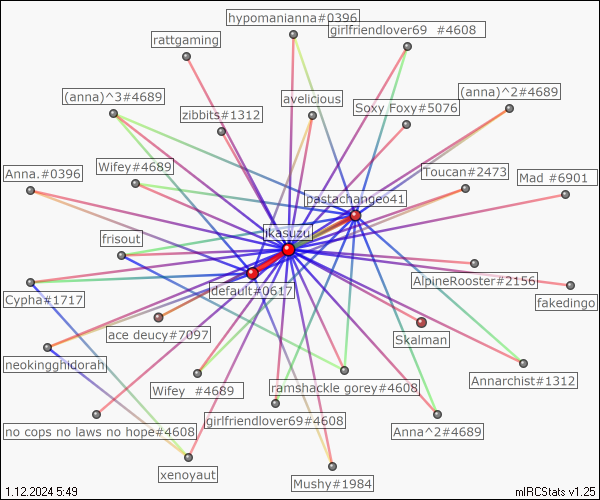 hypomanianna#0396
girlfriendlover69 #4608
rattgaming
(anna)^3#4689
avelicious
(anna)^2#4689
zibbits#1312
Soxy Foxy#5076
Anna.#0396
Wifey#4689
Toucan#2473
Mad #6901
pastachangeo41
frisout
ikasuzu
Cypha#1717
default#0617
AlpineRooster#2156
fakedingo
ace deucy#7097
Skalman
neokingghidorah
Wifey #4689
ramshackle gorey#4608
Annarchist#1312
no cops no laws no hope#4608
girlfriendlover69#4608
Anna^2#4689
xenoyaut
Mushy#1984
1.12.2024 5:49
mIRCStats v1.25